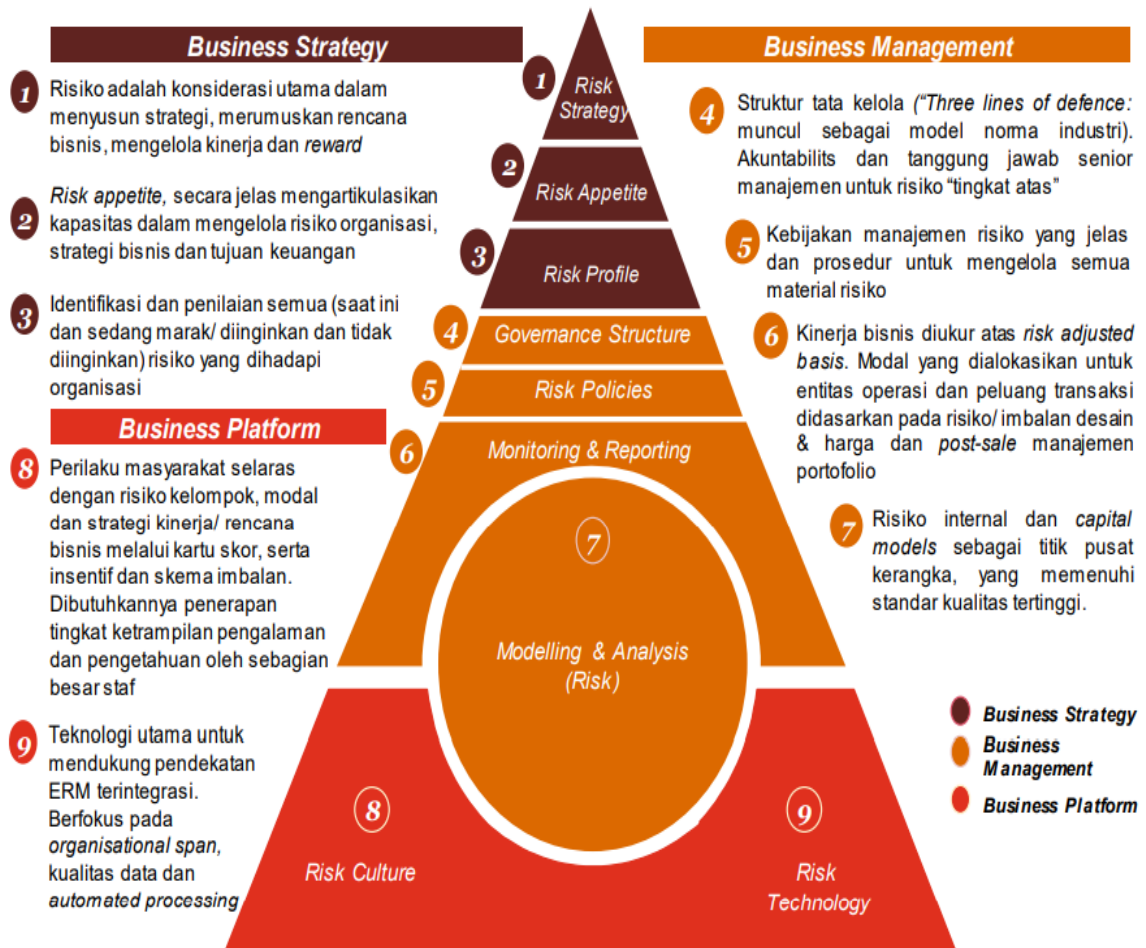 Business Strategy
1
Risiko adalah konsiderasi utama dalam
menyusun strategi, merumuskan rencana
bisnis, mengelola kinerja dan reward
2
Risk appetite, secara jelas mengartikulasikan
kapasitas dalam mengelola risiko organisasi,
strategi bisnis dan tujuan keuangan
3
Identifikasi dan penilaian semua (saat ini
dan sedang marak/ diinginkan dan tidak
diinginkan) risiko yang dihadapi
organisasi
Business Platform
8
Perilaku masyarakat selaras
dengan risiko kelompok, modal
dan strategi kinerja/ rencana
bisnis melalui kartu skor, serta
insentif dan skema imbalan.
Dibutuhkannya penerapan
tingkat ketrampilan pengalaman
dan pengetahuan oleh sebagian
besar staf
9
Teknologi utama untuk
mendukung pendekatan
ERM terintegrasi.
Berfokus pada
organisational span,
kualitas data dan
automated processing
1
Risk
Strategy
2
Risk Appetite
3
Risk Profile
4
Governance Structure
5
Risk Policies
6
Monitoring & Reporting
7
Modelling & Analysis
(Risk)
8
Risk Culture
9
Risk
Technology
Business Management
4
Struktur tata kelola (“Three lines of defence:
muncul sebagai model norma industri).
Akuntabilits dan tanggung jawab senior
manajemen untuk risiko “tingkat atas”
5
Kebijakan manajemen risiko yang jelas
dan prosedur untuk mengelola semua
material risiko
6
Kinerja bisnis diukur atas risk adjusted
basis. Modal yang dialokasikan untuk
entitas operasi dan peluang transaksi
didasarkan pada risiko/ imbalan desain
& harga dan post-sale manajemen
portofolio
7
Risiko internal dan capital
models sebagai titik pusat
kerangka, yang memenuhi
standar kualitas tertinggi.
Business Strategy
Business
Management
Business Platform